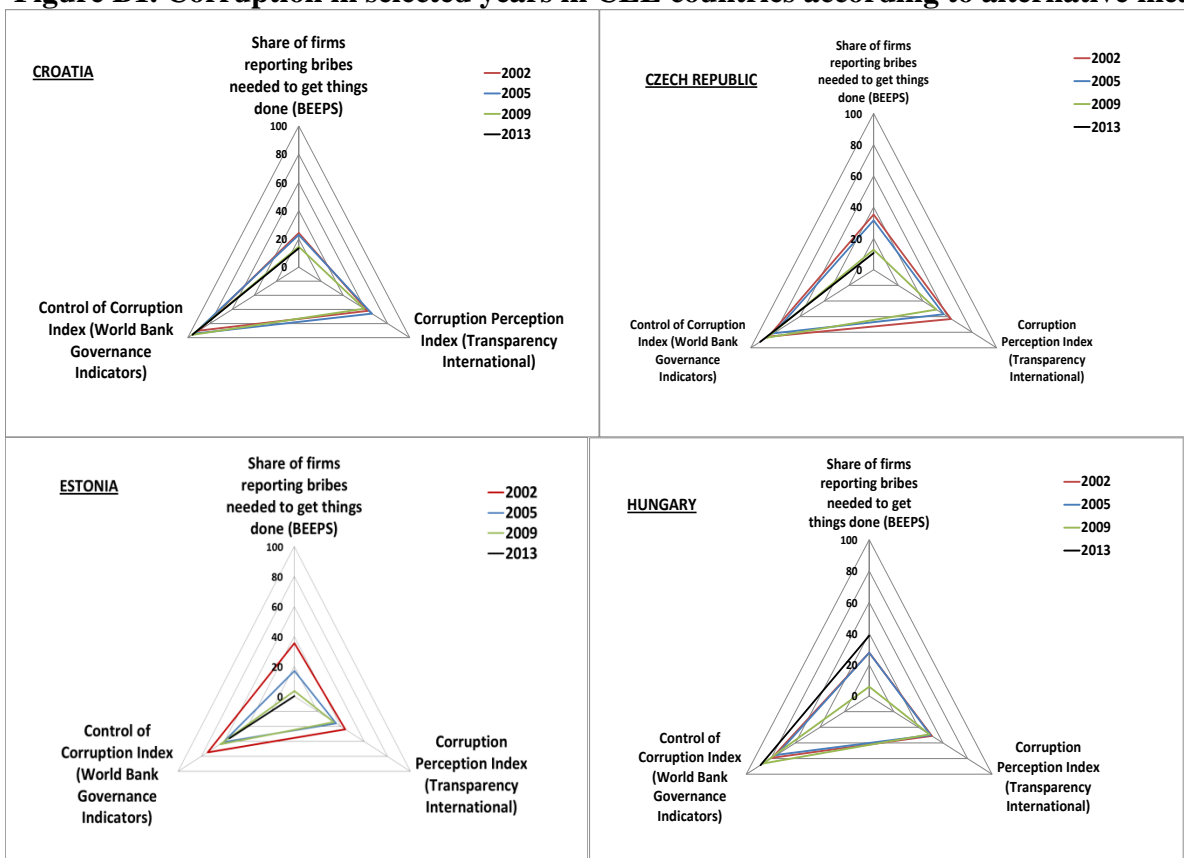 Figure Corruption in selected years in CEE countries according to alternative
CROATIA
Share of firms
reporting bribes
needed to get things
done (BEEPS)
2002
2005
2009
2013
100
80
60
40
20
0
Control of Corruption
Index (World Bank
Governance
Indicators)
Corruption Perception
Index (Transparency
International)
CZECH REPUBLIC
Share of firms
reporting bribes
needed to get things
done (BEEPS)
2002
2005
2009
2013
100
80
60
40
20
0
Control of Corruption
Index (World Bank
Governance
Indicators)
Corruption
Perception Index
(Transparency
International)
ESTONIA
Share of firms
reporting bribes
needed to get things
done (BEEPS)
2002
2005
2009
2013
100
80
60
40
20
0
Control of
Corruption Index
(World Bank
Governance
Indicators)
Corruption
Perception Index
(Transparency
International)
HUNGARY
Share of firms
reporting bribes
needed to get
things done (BEEPS)
2002
2005
2009
2013
100
80
60
40
20
0
Control of
Corruption Index
(World Bank
Governance
Indicators)
Corruption
Perception Index
(Transparency
International)